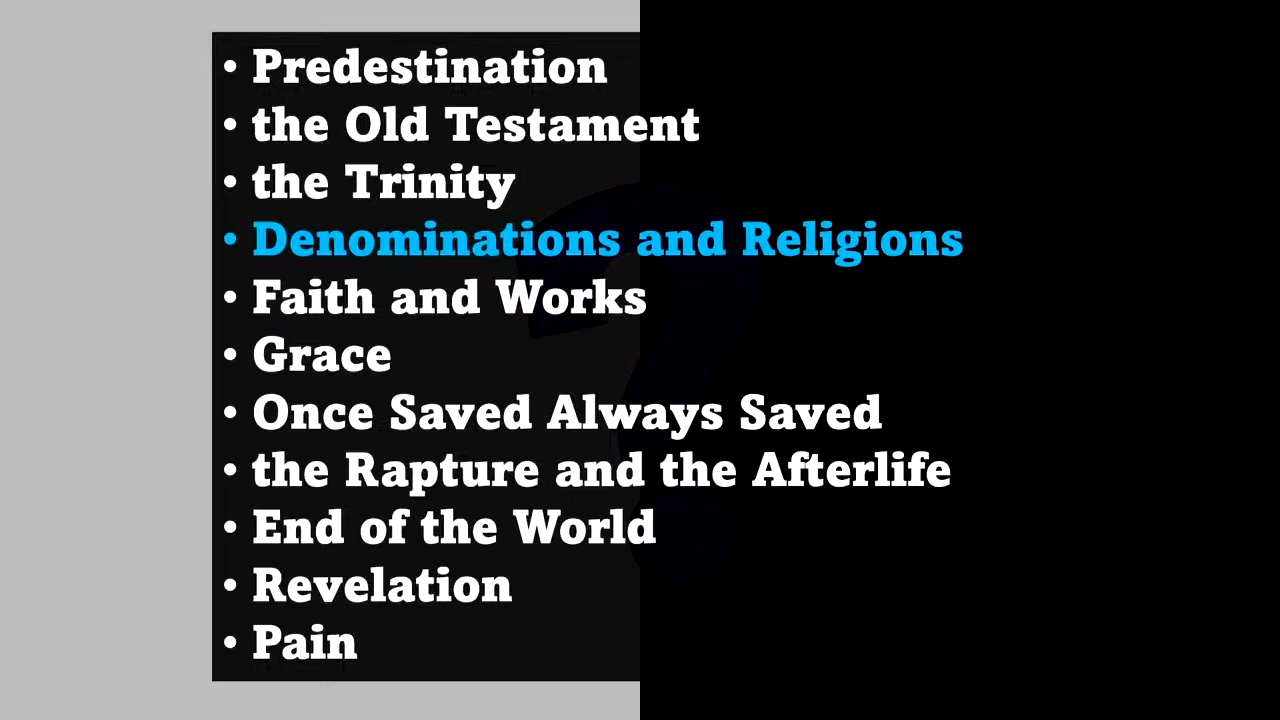 • Predestination
• the Old Testament
• the Trinity
• Denominations and Religions
• Faith and Works
• Grace
• Once Saved Always Saved
• the Rapture and the Afterlife
• End of the World
• Revelation
• Pain